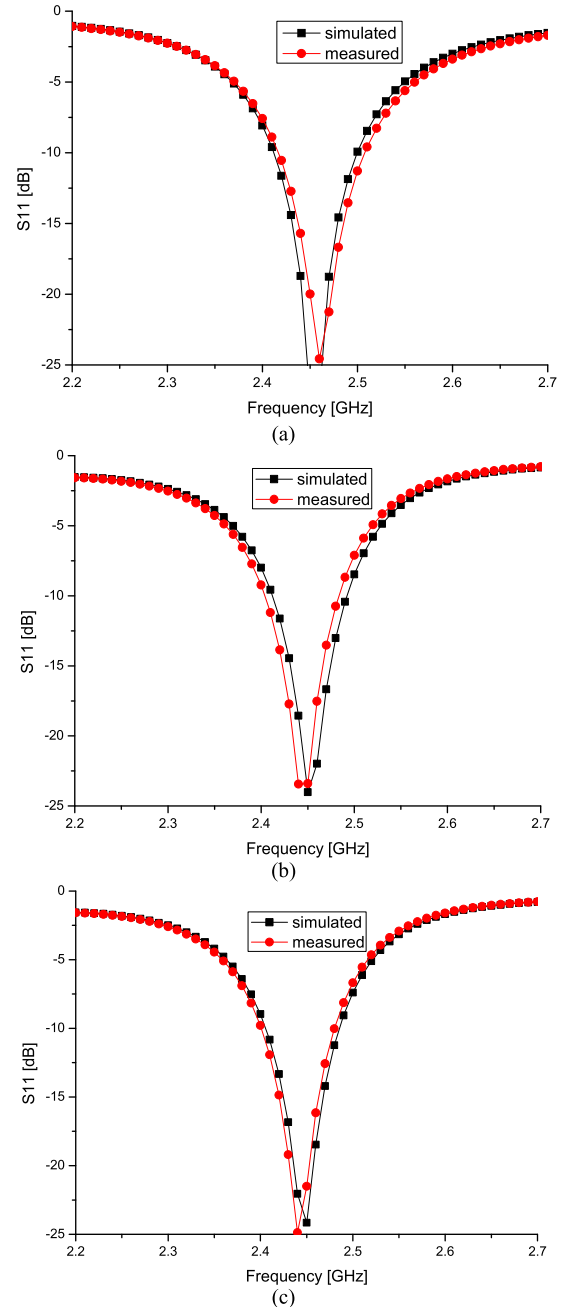 0
-5
-10
-15
-20
-25
S11 [dB]
simulated
measured
2.2 2.3 2.4 2.5 2.6 2.7
Frequency [GHz]
(a)
0
-5
-10
-15
-20
-25
S11 [dB]
simulated
measured
2.2 2.3 2.4 2.5 2.6 2.7
Frequency [GHz]
(b)
0
-5
-10
-15
-20
-25
S11 [dB]
simulated
measured
2.2 2.3 2.4 2.5 2.6 2.7
Frequency [GHz]
(c)